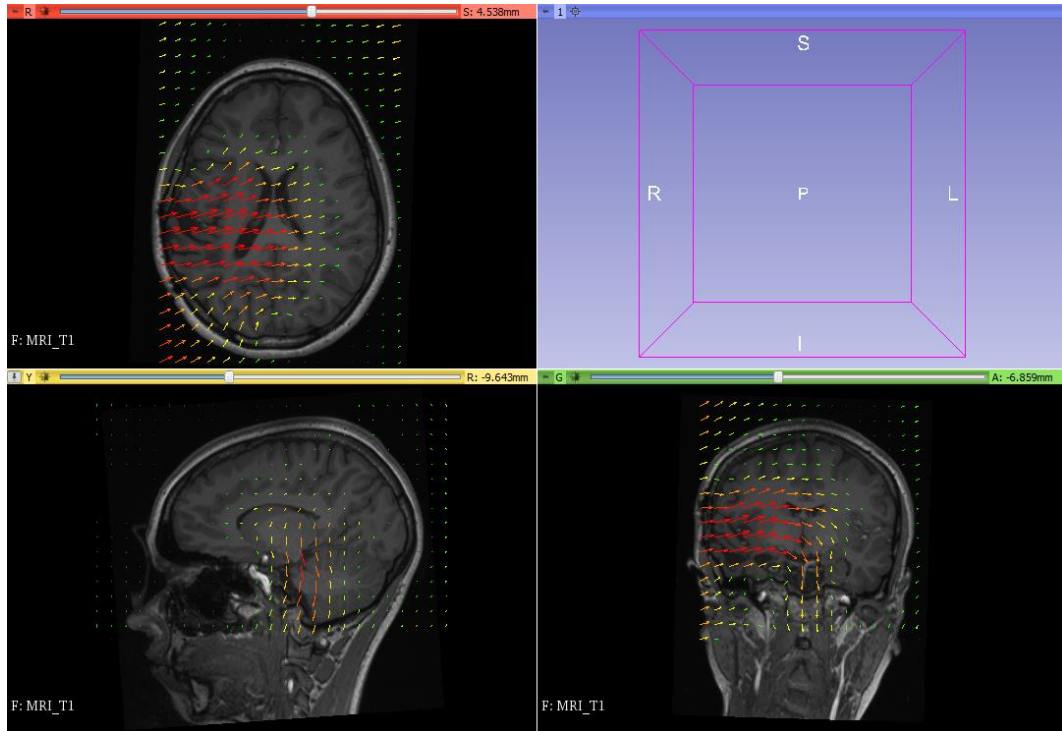 R S: 4.538mm
1
S
R P L
I
F: MRI_T1
Y R: -9.643mm
G A: -6.859mm
F: MRI_T1
F: MRI_T1